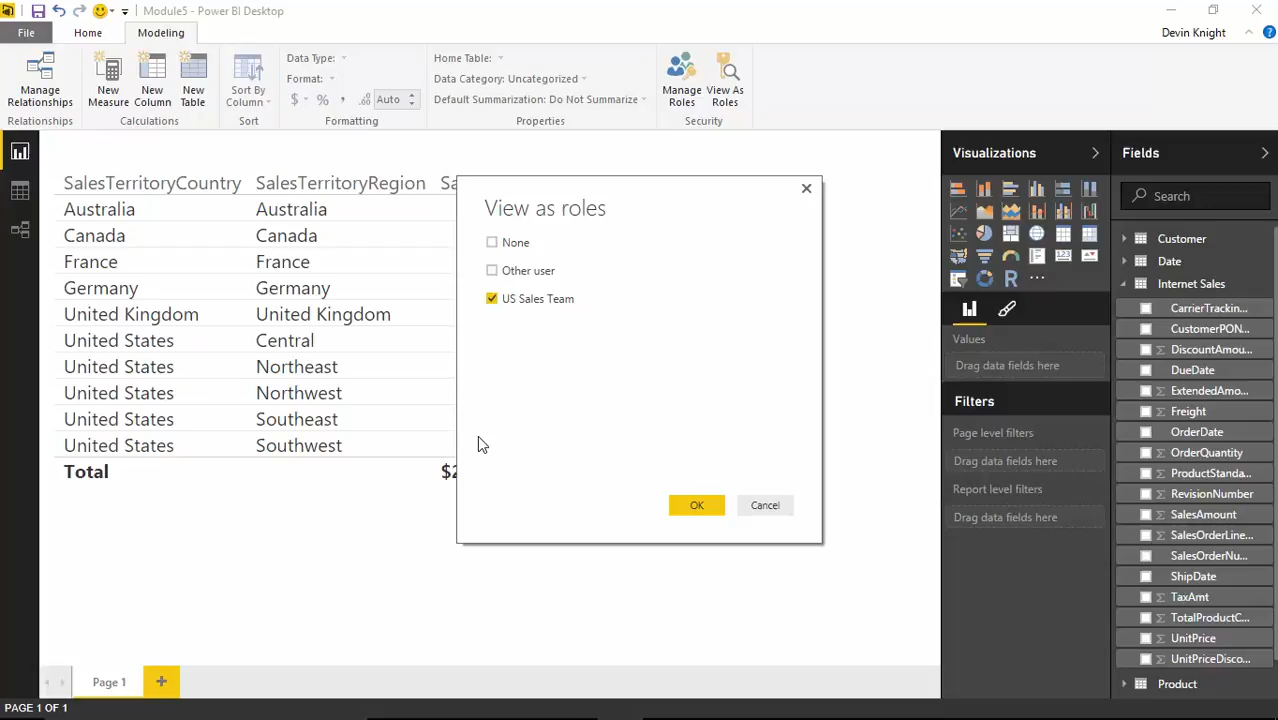 Module5 - Power BI Desktop
File
Home
Modeling
Devin Knight
Manage Relationships
New Measure
New Column
New Table
Sort By Column
Data Type:
Format:
$ % , .00 Auto
Home Table:
Data Category: Uncategorized
Default Summarization: Do Not Summarize
Manage Roles
View As Roles
Relationships
Calculations
Sort
Formatting
Properties
Security
SalesTerritoryCountry SalesTerritoryRegion Sa
Australia Australia
Canada Canada
France France
Germany Germany
United Kingdom United Kingdom
United States Central
United States Northeast
United States Northwest
United States Southeast
United States Southwest
Total $2
View as roles
None
Other user
US Sales Team
OK
Cancel
Visualizations
R
Values
Drag data fields here
Filters
Page level filters
Drag data fields here
Report level filters
Drag data fields here
Fields
Search
Customer
Date
Internet Sales
CarrierTrackin...
CustomerPON...
Σ DiscountAmou...
DueDate
Σ ExtendedAmo...
Σ Freight
OrderDate
Σ OrderQuantity
Σ ProductStanda...
Σ RevisionNumber
Σ SalesAmount
Σ SalesOrderLine...
SalesOrderNu...
ShipDate
Σ TaxAmt
Σ TotalProductC...
Σ UnitPrice
Σ UnitPriceDisco...
Product
Page 1
PAGE 1 OF 1